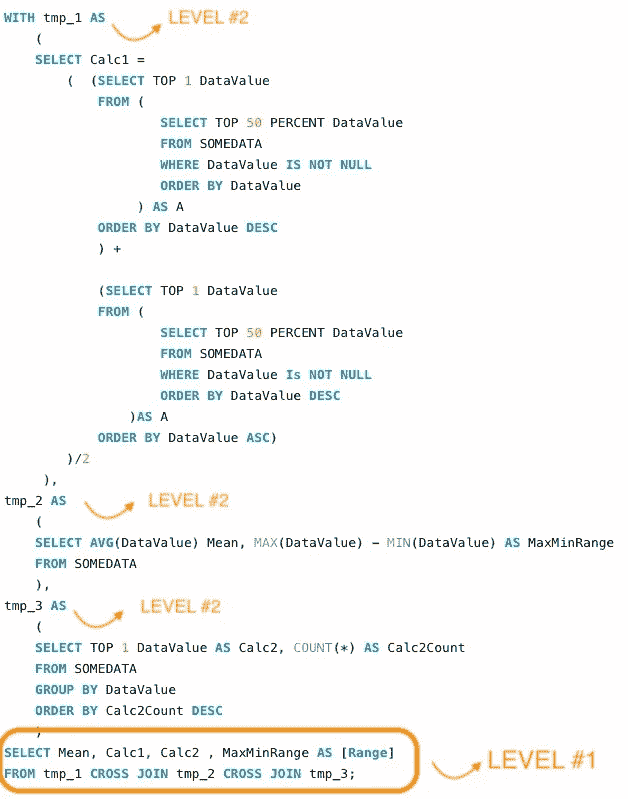 WITH tmp_1 AS LEVEL #2
(
SELECT Calc1 =
( (SELECT TOP 1 DataValue
FROM (
SELECT TOP 50 PERCENT DataValue
FROM SOMEDATA
WHERE DataValue IS NOT NULL
ORDER BY DataValue
) AS A
ORDER BY DataValue DESC
) +
(SELECT TOP 1 DataValue
FROM (
SELECT TOP 50 PERCENT DataValue
FROM SOMEDATA
WHERE DataValue Is NOT NULL
ORDER BY DataValue DESC
)AS A
ORDER BY DataValue ASC)
)/2
),
tmp_2 AS LEVEL #2
(
SELECT AVG(DataValue) Mean, MAX(DataValue) - MIN(DataValue) AS MaxMinRange
FROM SOMEDATA
),
tmp_3 AS LEVEL #2
(
SELECT TOP 1 DataValue AS Calc2, COUNT(*) AS Calc2Count
FROM SOMEDATA
GROUP BY DataValue
ORDER BY Calc2Count DESC
)
SELECT Mean, Calc1, Calc2 , MaxMinRange AS [Range] LEVEL #1
FROM tmp_1 CROSS JOIN tmp_2 CROSS JOIN tmp_3;